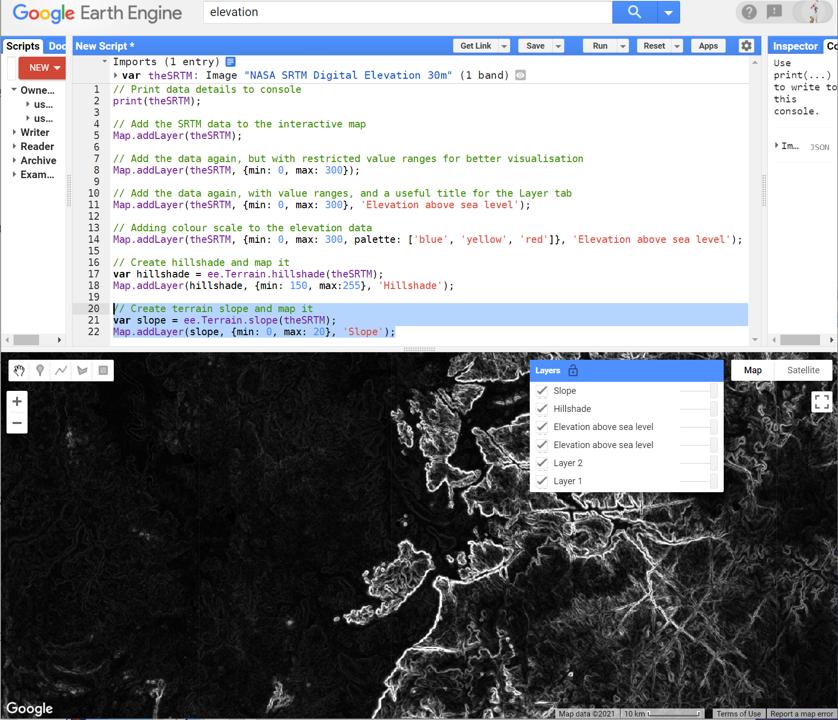 Google Earth Engine
elevation
Scripts
Doc
New Script *
Get Link
Save
Run
Reset
Apps
Inspector
Co
NEW
Owne...
us...
us...
Writer
Reader
Archive
Exam...
Imports (1 entry)
var theSRTM: Image "NASA SRTM Digital Elevation 30m" (1 band)
1 // Print data details to console
2 print(theSRTM);
3
4 // Add the SRTM data to the interactive map
5 Map.addLayer(theSRTM);
6
7 // Add the data again, but with restricted value ranges for better visualisation
8 Map.addLayer(theSRTM, {min: 0, max: 300});
9
10 // Add the data again, with value ranges, and a useful title for the Layer tab
11 Map.addLayer(theSRTM, {min: 0, max: 300}, 'Elevation above sea level');
12
13 // Adding colour scale to the elevation data
14 Map.addLayer(theSRTM, {min: 0, max: 300, palette: ['blue', 'yellow', 'red']}, 'Elevation above sea level');
15
16 // Create hillshade and map it
17 var hillshade = ee.Terrain.hillshade(theSRTM);
18 Map.addLayer(hillshade, {min: 150, max:255}, 'Hillshade');
19
20 // Create terrain slope and map it
21 var slope = ee.Terrain.slope(theSRTM);
22 Map.addLayer(slope, {min: 0, max: 20}, 'Slope');
Use
print(...)
to write to
this
console.
Im...
JSON
Layers
Slope
Hillshade
Elevation above sea level
Elevation above sea level
Layer 2
Layer 1
Map
Satellite
+
−
Google
Map data ©2021
10 km
Terms of Use
Report a map error